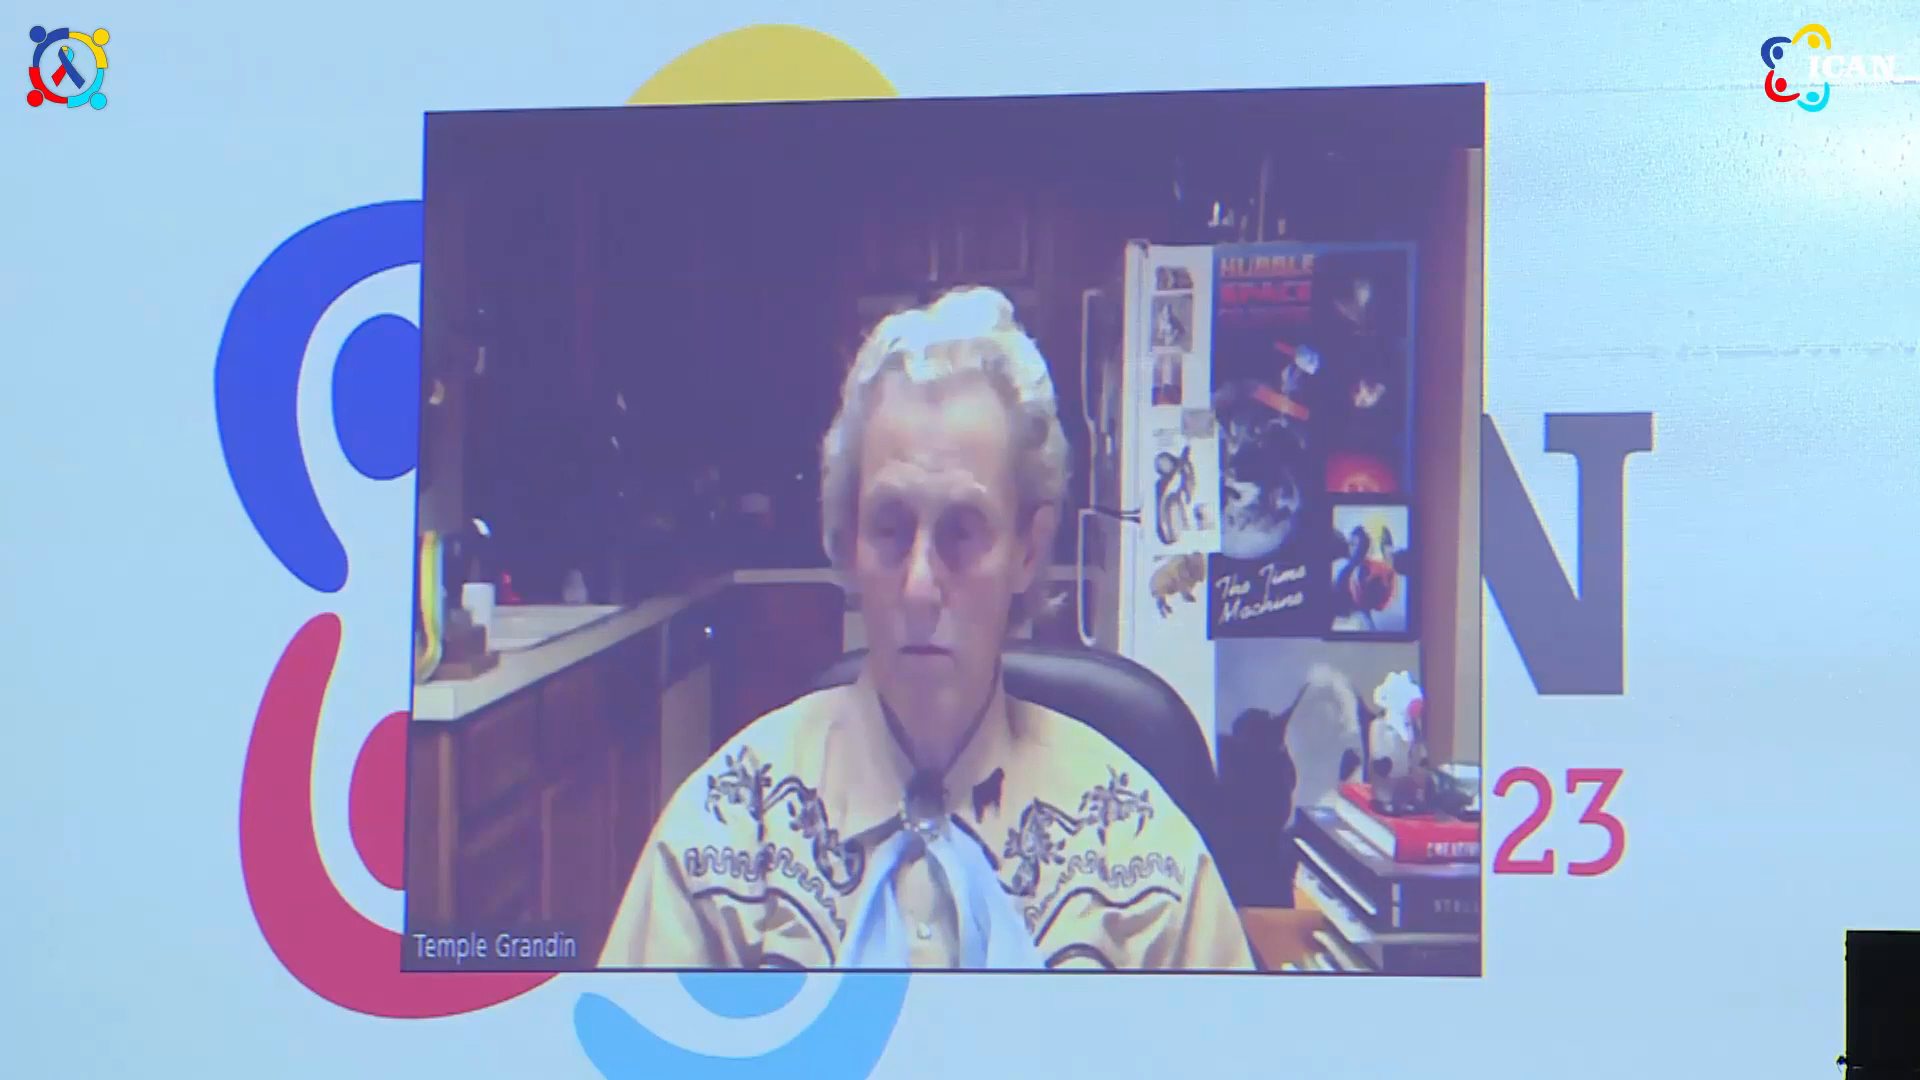 ICAN
HUBBLE
SPACE
The Time
Machine
N
23
Temple Grandin